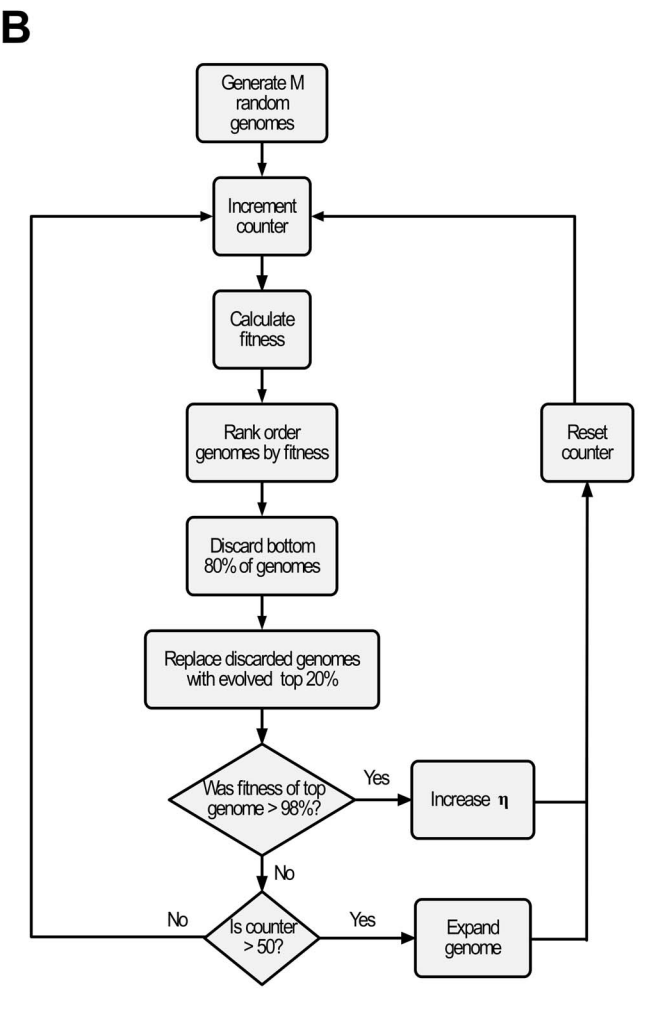 B
Generate M
random
genomes
Increment
counter
Calculate
fitness
Rank order
genomes by fitness
Reset
counter
Discard bottom
80% of genomes
Replace discarded genomes
with evolved top 20%
Was fitness of top
genome > 98%?
Yes
Increase η
No
Is counter
> 50?
No
Yes
Expand
genome